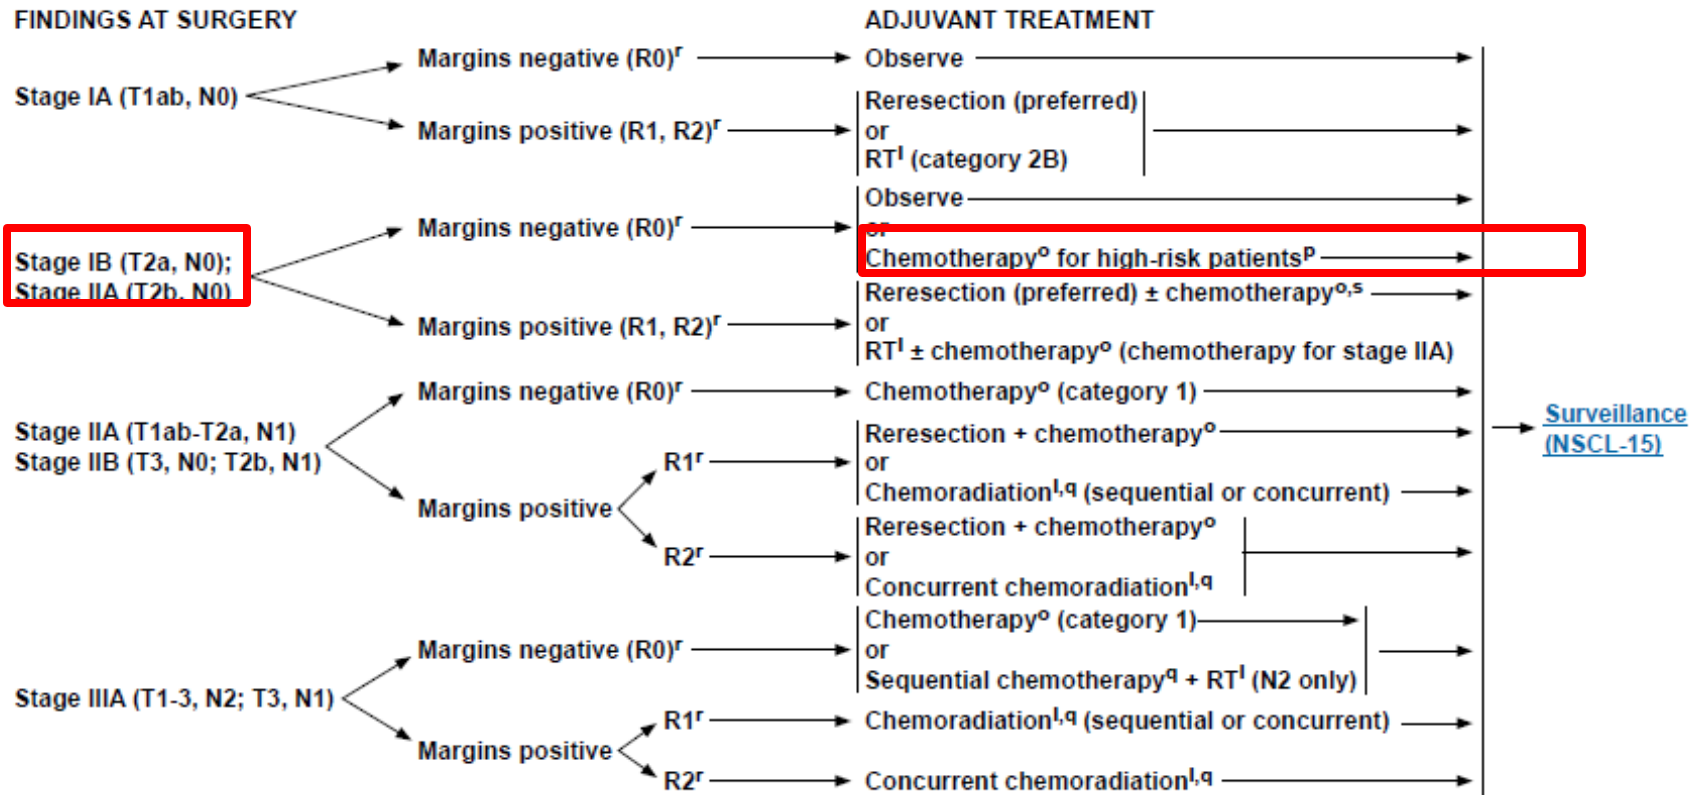 FINDINGS AT SURGERY
ADJUVANT TREATMENT
Stage IA (T1ab, N0)
Margins negative (R0)r
Observe
Margins positive (R1, R2)r
Reresection (preferred)
or
RTl (category 2B)
Stage IB (T2a, N0);
Stage IIA (T2b, N0)
Margins negative (R0)r
Observe
or
Chemotherapyo for high-risk patientsp
Margins positive (R1, R2)r
Reresection (preferred) ± chemotherapyo,s
or
RTl ± chemotherapyo (chemotherapy for stage IIA)
Stage IIA (T1ab-T2a, N1)
Stage IIB (T3, N0; T2b, N1)
Margins negative (R0)r
Chemotherapyo (category 1)
Margins positive
R1r
Reresection + chemotherapyo
or
Chemoradiationl,q (sequential or concurrent)
R2r
Reresection + chemotherapyo
or
Concurrent chemoradiationl,q
Stage IIIA (T1-3, N2; T3, N1)
Margins negative (R0)r
Chemotherapyo (category 1)
or
Sequential chemotherapyq + RTl (N2 only)
Margins positive
R1r
Chemoradiationl,q (sequential or concurrent)
R2r
Concurrent chemoradiationl,q
Surveillance
(NSCL-15)